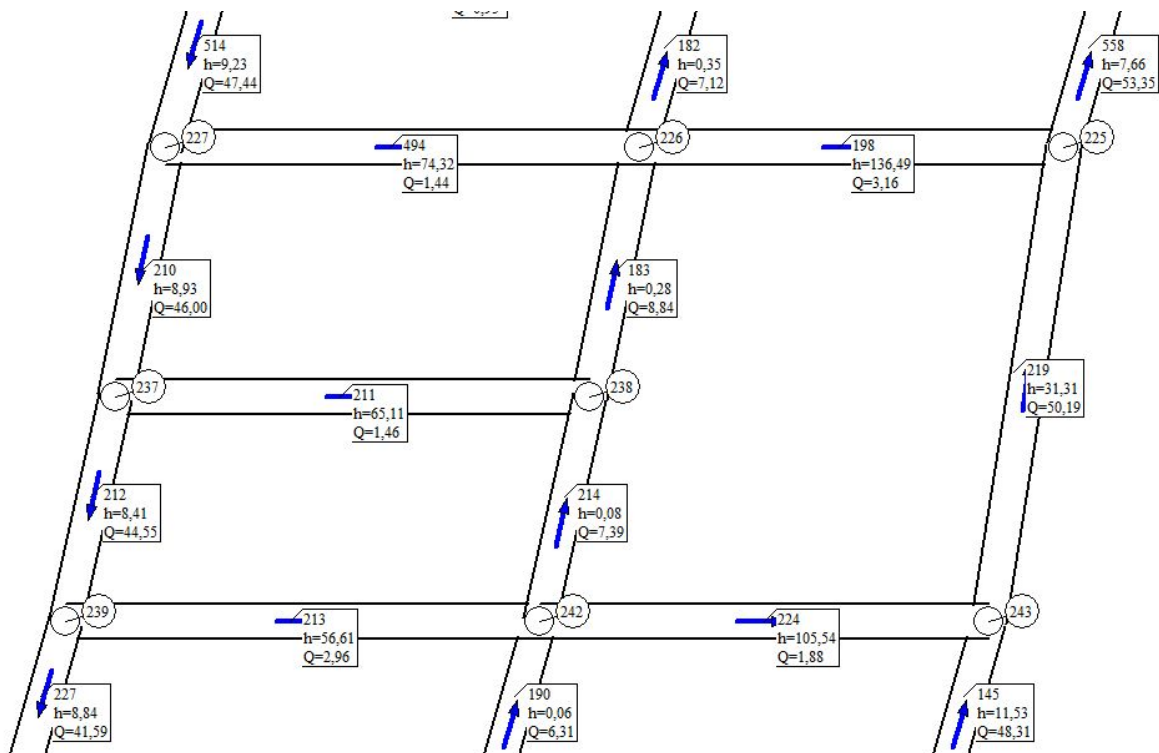 514
h=9,23
Q=47,44
182
h=0,35
Q=7,12
558
h=7,66
Q=53,35
227
494
h=74,32
Q=1,44
226
198
h=136,49
Q=3,16
225
210
h=8,93
Q=46,00
183
h=0,28
Q=8,84
237
211
h=65,11
Q=1,46
238
219
h=31,31
Q=50,19
212
h=8,41
Q=44,55
214
h=0,08
Q=7,39
239
213
h=56,61
Q=2,96
242
224
h=105,54
Q=1,88
243
227
h=8,84
Q=41,59
190
h=0,06
Q=6,31
145
h=11,53
Q=48,31